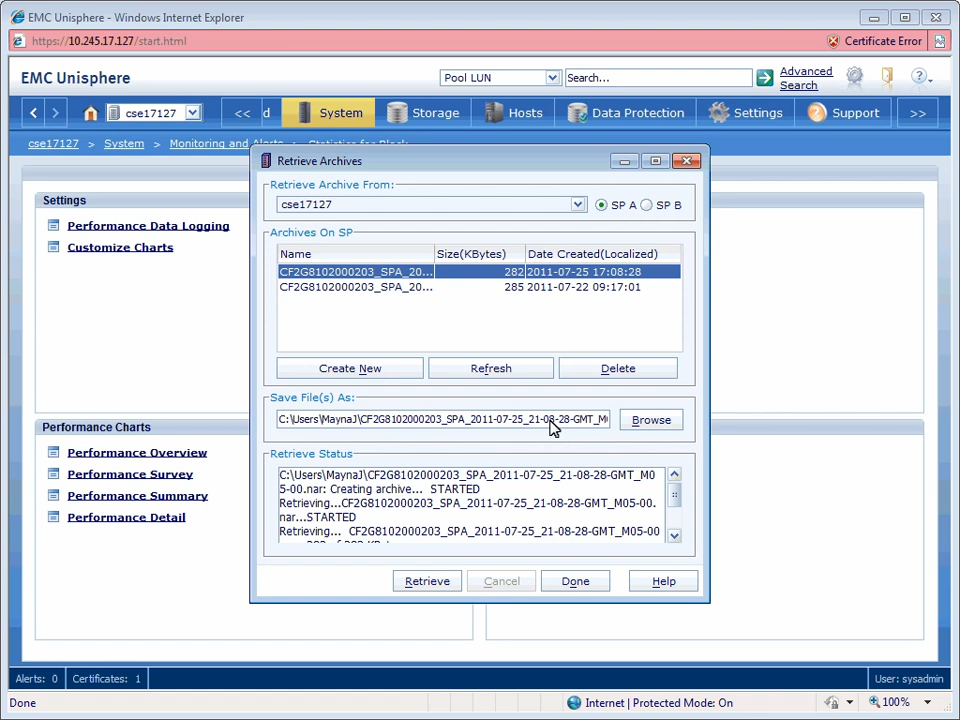 EMC Unisphere - Windows Internet Explorer
https://10.245.17.127/start.html
Certificate Error
EMC Unisphere
Pool LUN
Search...
Advanced Search
cse17127
<<
d
System
Storage
Hosts
Data Protection
Settings
Support
>>
cse17127 > System > Monitoring and Alerts > Statistics for Block
Settings
Performance Data Logging
Customize Charts
Performance Charts
Performance Overview
Performance Survey
Performance Summary
Performance Detail
Retrieve Archives
Retrieve Archive From:
cse17127
SP A
SP B
Archives On SP
Name Size(KBytes) Date Created(Localized)
CF2G8102000203_SPA_20... 282 2011-07-25 17:08:28
CF2G8102000203_SPA_20... 285 2011-07-22 09:17:01
Create New
Refresh
Delete
Save File(s) As:
C:\Users\MaynaJ\CF2G8102000203_SPA_2011-07-25_21-08-28-GMT_M
Browse
Retrieve Status
C:\Users\MaynaJ\CF2G8102000203_SPA_2011-07-25_21-08-28-GMT_M0
5-00.nar: Creating archive... STARTED
Retrieving...CF2G8102000203_SPA_2011-07-25_21-08-28-GMT_M05-00.
nar...STARTED
Retrieving... CF2G8102000203_SPA_2011-07-25_21-08-28-GMT_M05-00
Retrieve
Cancel
Done
Help
Alerts: 0
Certificates: 1
User: sysadmin
Done
Internet | Protected Mode: On
100%